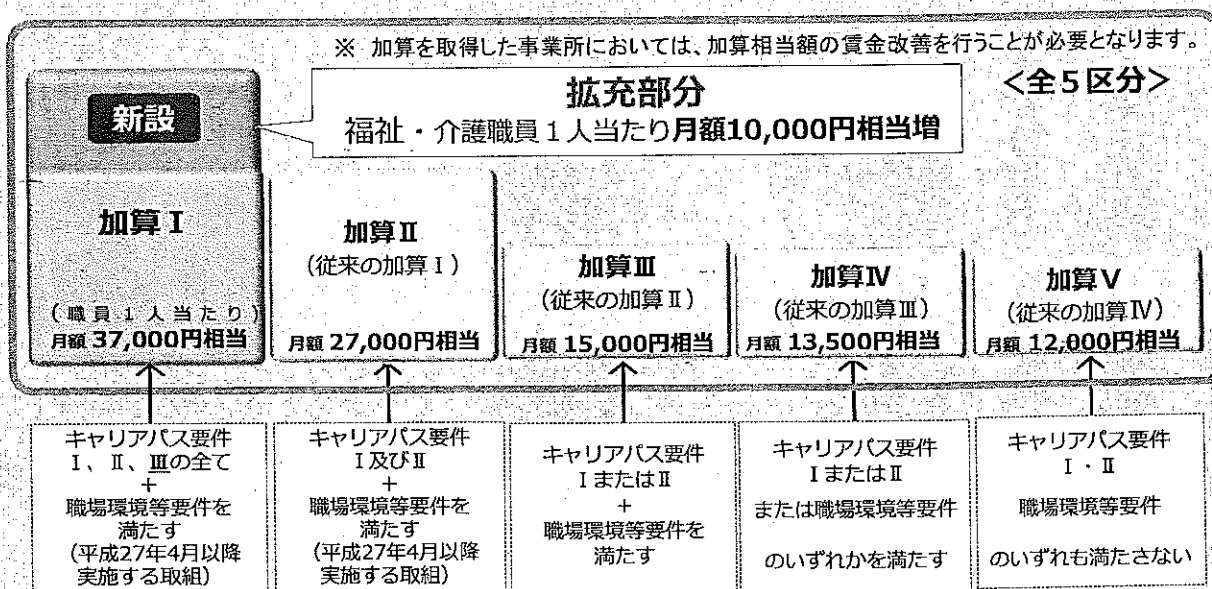 ※ 加算を取得した事業所においては、加算相当額の賃金改善を行うことが必要となります。
<全5区分>
拡充部分
福祉・介護職員1人当たり月額10,000円相当増
新設
加算Ⅰ
(職員1人当たり)
月額 37,000円相当
加算Ⅱ
(従来の加算Ⅰ)
月額 27,000円相当
加算Ⅲ
(従来の加算Ⅱ)
月額 15,000円相当
加算Ⅳ
(従来の加算Ⅲ)
月額 13,500円相当
加算Ⅴ
(従来の加算Ⅳ)
月額 12,000円相当
キャリアパス要件
Ⅰ、Ⅱ、Ⅲの全て
+
職場環境等要件を
満たす
(平成27年4月以降
実施する取組)
キャリアパス要件
Ⅰ及びⅡ
+
職場環境等要件を
満たす
(平成27年4月以降
実施する取組)
キャリアパス要件
ⅠまたはⅡ
+
職場環境等要件を
満たす
キャリアパス要件
ⅠまたはⅡ
または職場環境等要件
のいずれかを満たす
キャリアパス要件
Ⅰ・Ⅱ
職場環境等要件
のいずれも満たさない